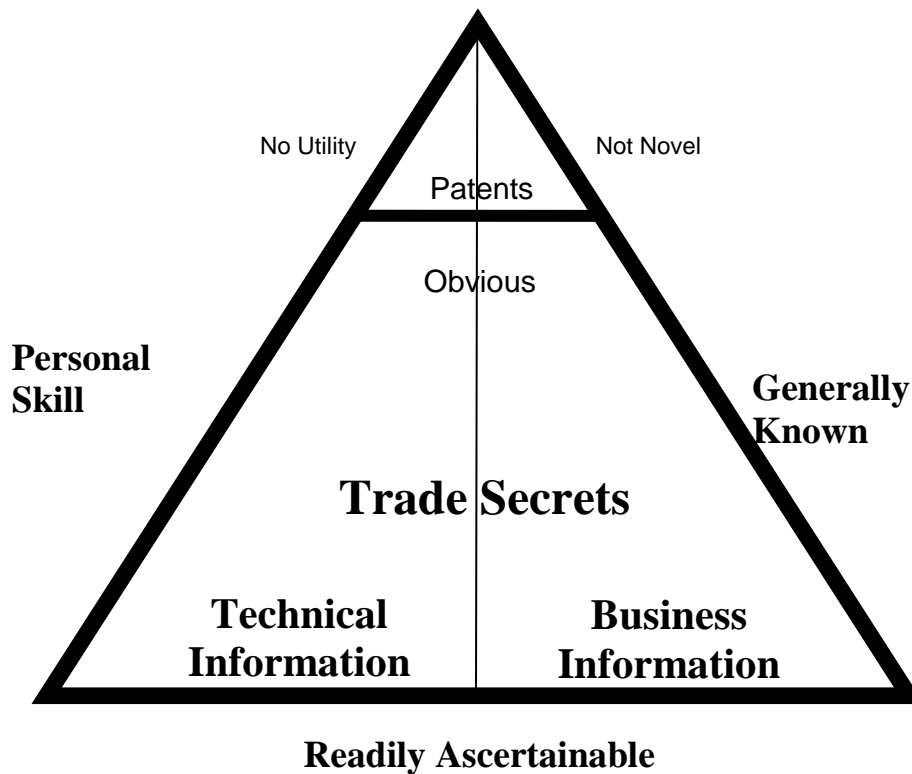 No Utility
Not Novel
Patents
Obvious
Personal
Skill
Generally
Known
Trade Secrets
Technical
Information
Business
Information
Readily Ascertainable